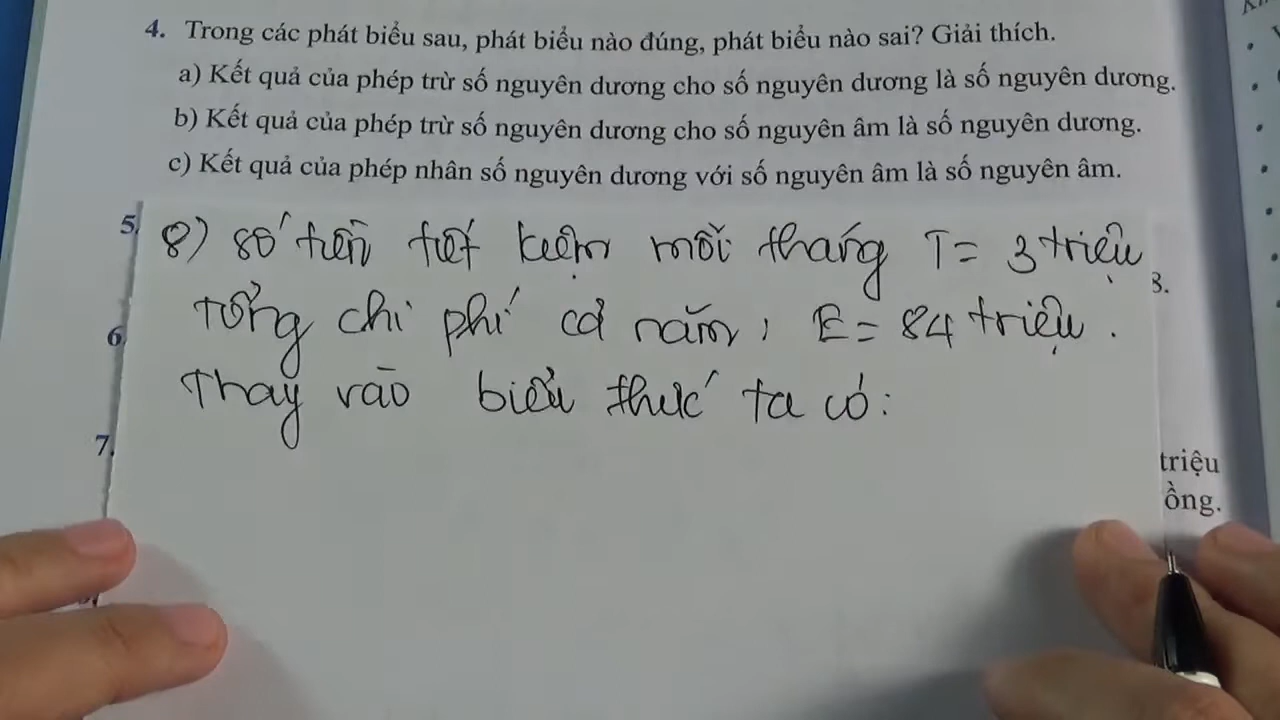 4. Trong các phát biểu sau, phát biểu nào đúng, phát biểu nào sai? Giải thích.
a) Kết quả của phép trừ số nguyên dương cho số nguyên dương là số nguyên dương.
b) Kết quả của phép trừ số nguyên dương cho số nguyên âm là số nguyên dương.
c) Kết quả của phép nhân số nguyên dương với số nguyên âm là số nguyên âm.
5.
8) số tiền tiết kiệm mỗi tháng T = 3 triệu
3.
tổng chi phí cả năm, E = 84 triệu.
6
Thay vào biểu thức ta có:
7.
triệu
ồng.